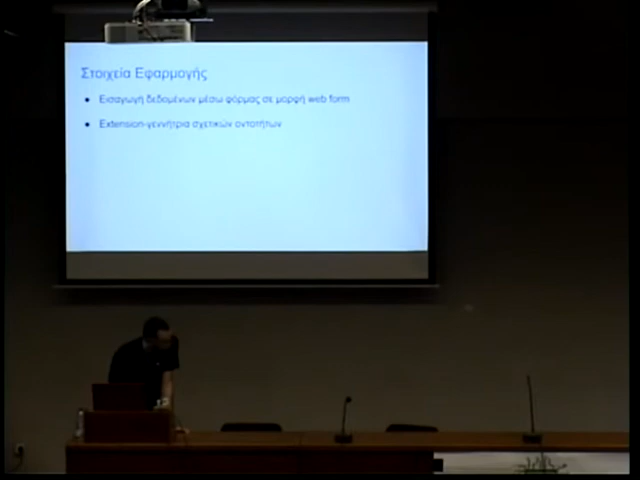 Στοιχεία Εφαρμογής
Εισαγωγή δεδομένων μέσω φόρμας σε μορφή web form
Extension-γεννήτρια σχετικών οντοτήτων